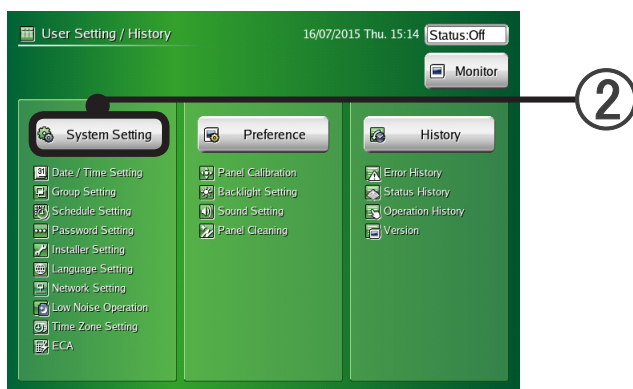 User Setting / History
16/07/2015 Thu. 15:14
Status:Off
Monitor
2
System Setting
31 Date / Time Setting
Group Setting
Schedule Setting
Password Setting
Installer Setting
Language Setting
Network Setting
Low Noise Operation
Time Zone Setting
ECA
Preference
Panel Calibration
Backlight Setting
Sound Setting
Panel Cleaning
History
Error History
Status History
Operation History
Version